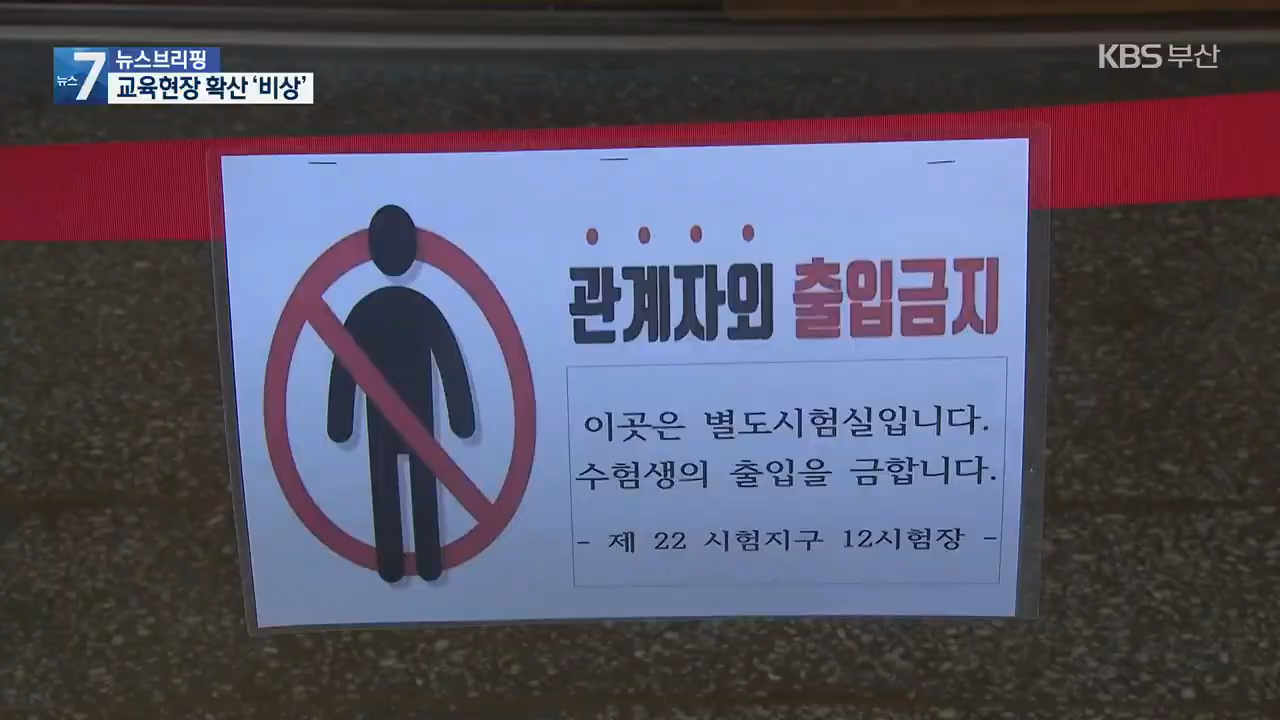 뉴스7
뉴스브리핑
교육현장 확산 ‘비상’
KBS부산
관계자외 출입금지
이곳은 별도시험실입니다.
수험생의 출입을 금합니다.
- 제 22 시험지구 12시험장 -